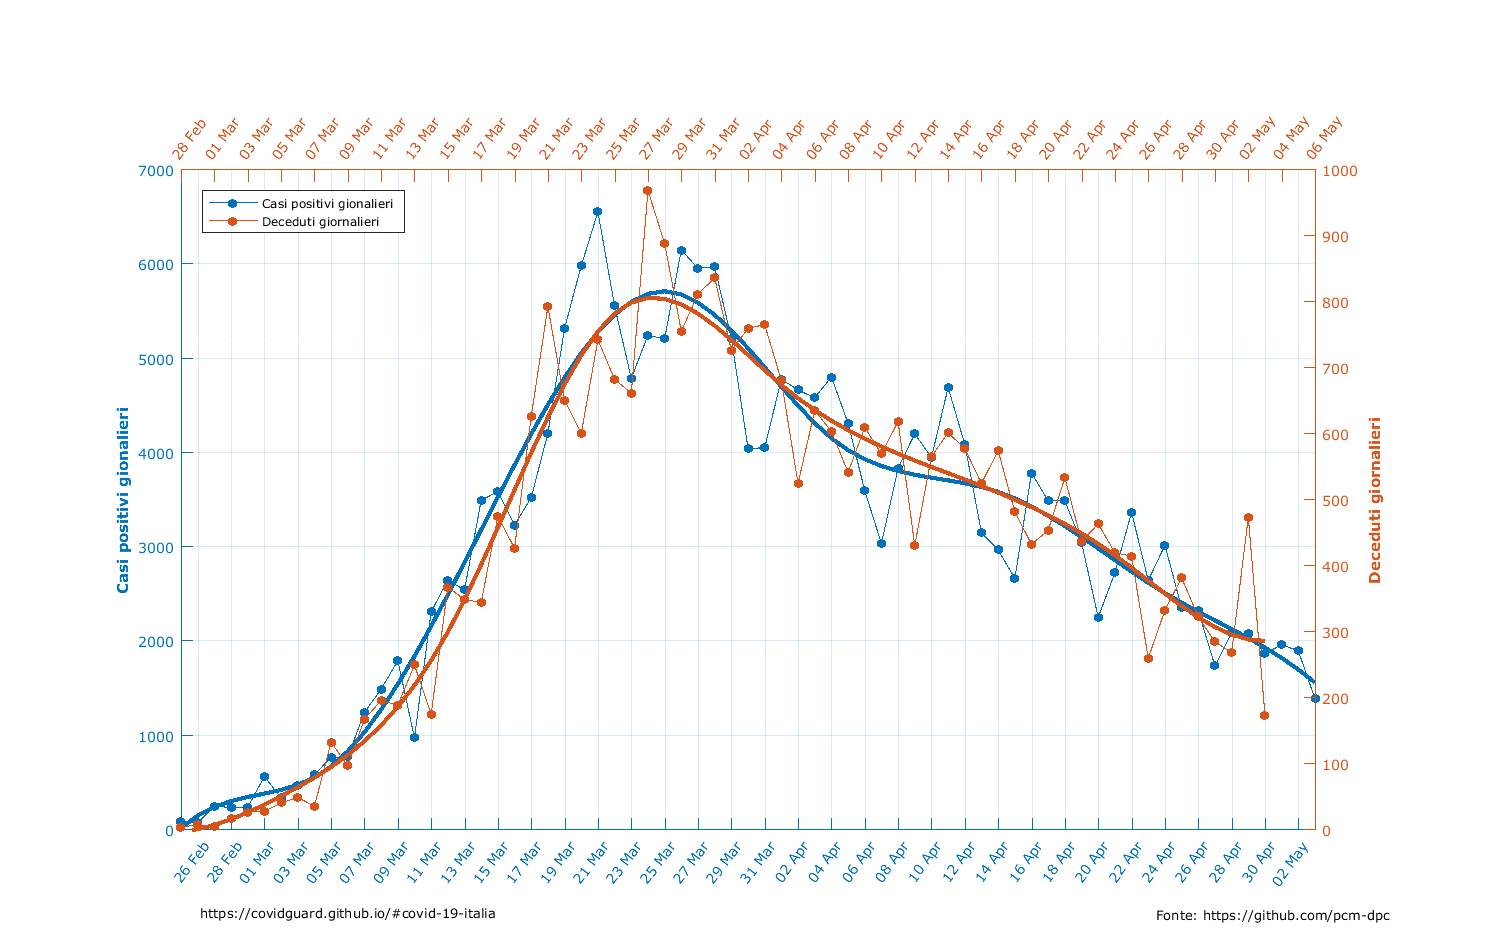 28 Feb 01 Mar 03 Mar 05 Mar 07 Mar 09 Mar 11 Mar 13 Mar 15 Mar 17 Mar 19 Mar 21 Mar 23 Mar 25 Mar 27 Mar 29 Mar 31 Mar 02 Apr 04 Apr 06 Apr 08 Apr 10 Apr 12 Apr 14 Apr 16 Apr 18 Apr 20 Apr 22 Apr 24 Apr 26 Apr 28 Apr 30 Apr 02 May 04 May 06 May
7000 1000
Casi positivi gionalieri
Deceduti giornalieri
900
6000
800
5000
700
4000
600
500
3000
400
2000
300
200
1000
100
0 0
Casi positivi gionalieri
Deceduti giornalieri
26 Feb 28 Feb 01 Mar 03 Mar 05 Mar 07 Mar 09 Mar 11 Mar 13 Mar 15 Mar 17 Mar 19 Mar 21 Mar 23 Mar 25 Mar 27 Mar 29 Mar 31 Mar 02 Apr 04 Apr 06 Apr 08 Apr 10 Apr 12 Apr 14 Apr 16 Apr 18 Apr 20 Apr 22 Apr 24 Apr 26 Apr 28 Apr 30 Apr 02 May
https://covidguard.github.io/#covid-19-italia
Fonte: https://github.com/pcm-dpc